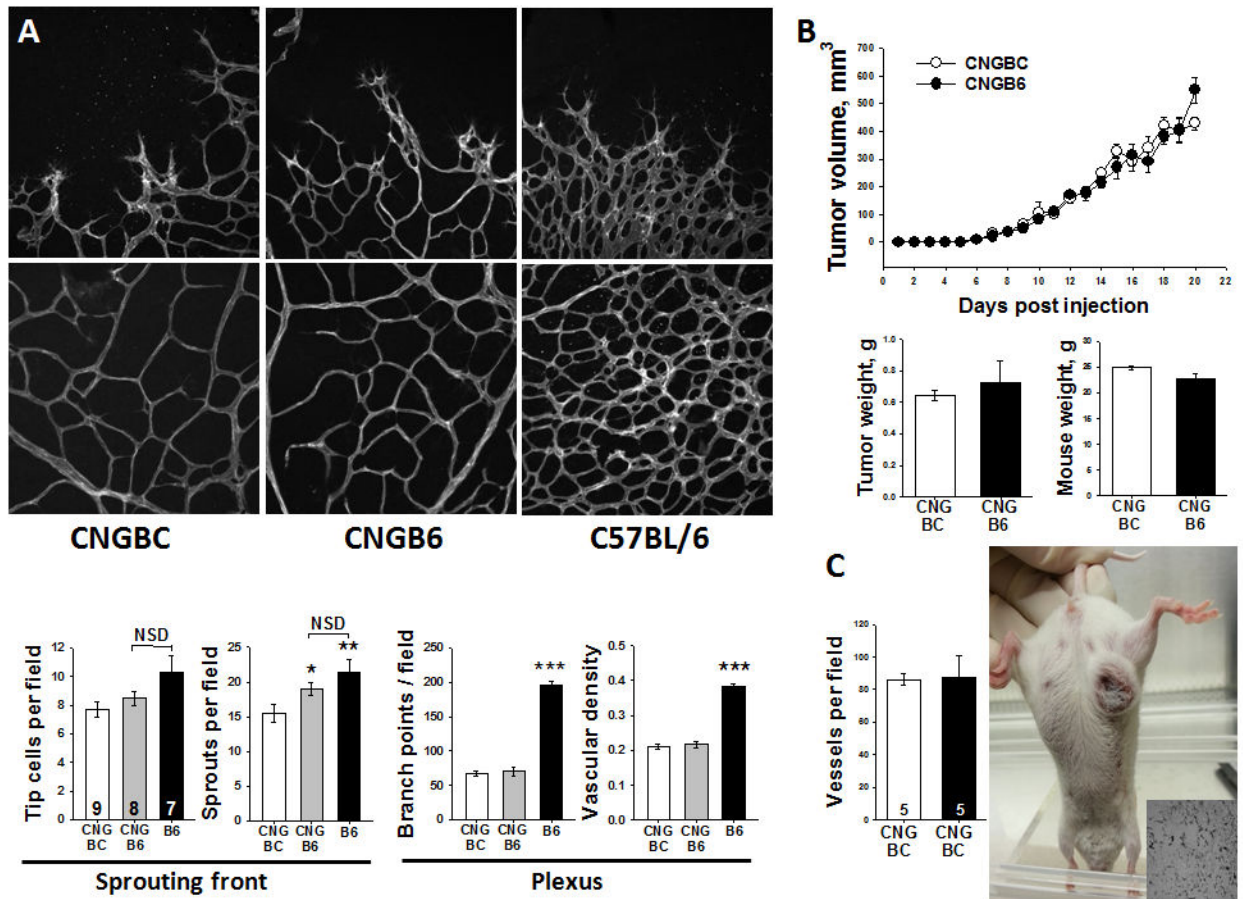 A
CNGBC CNGB6 C57BL/6
Tip cells per field
12
10
8
6
4
2
0
NSD
9 8 7
CNG BC
CNG B6
B6
Sprouts per field
25
20
15
10
5
0
NSD
* **
CNG BC
CNG B6
B6
Sprouting front
Branch points / field
250
200
150
100
50
0
***
CNG BC
CNG B6
B6
Vascular density
0.5
0.4
0.3
0.2
0.1
0.0
***
CNG BC
CNG B6
B6
Plexus
B
Tumor volume, mm3
700
600
500
400
300
200
100
0
CNGBC
CNGB6
0 2 4 6 8 10 12 14 16 18 20 22
Days post injection
Tumor weight, g
1.0
0.8
0.6
0.4
0.2
0.0
CNG BC
CNG B6
Mouse weight, g
30
25
20
15
10
5
0
CNG BC
CNG B6
C
Vessels per field
120
100
80
60
40
20
0
5 5
CNG BC
CNG BC